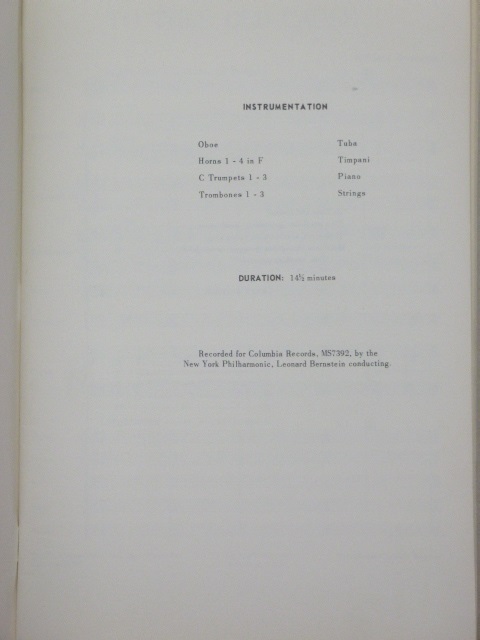 INSTRUMENTATION
Oboe
Horns 1 - 4 in F
C Trumpets 1 - 3
Trombones 1 - 3
Tuba
Timpani
Piano
Strings
DURATION: 14½ minutes
Recorded for Columbia Records, MS7392, by the
New York Philharmonic, Leonard Bernstein conducting.